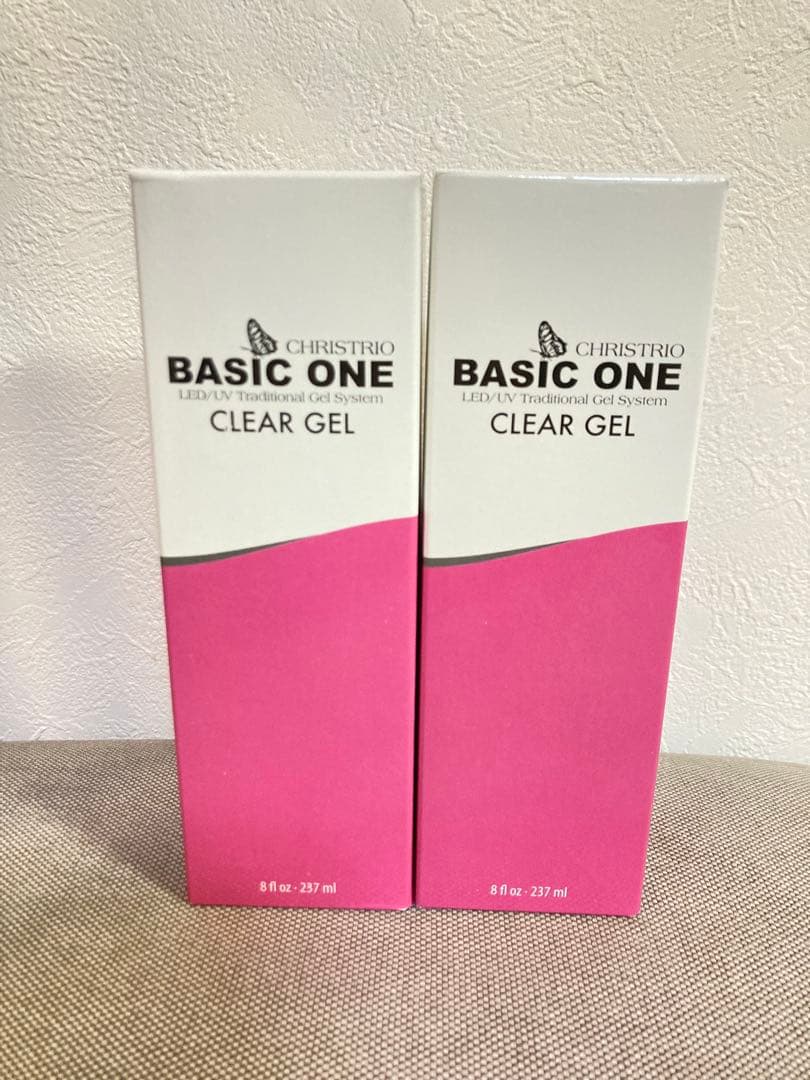 CHRISTRIO
BASIC ONE
LED/UV Traditional Gel System
CLEAR GEL
8 fl oz · 237 ml
CHRISTRIO
BASIC ONE
LED/UV Traditional Gel System
CLEAR GEL
8 fl oz · 237 ml